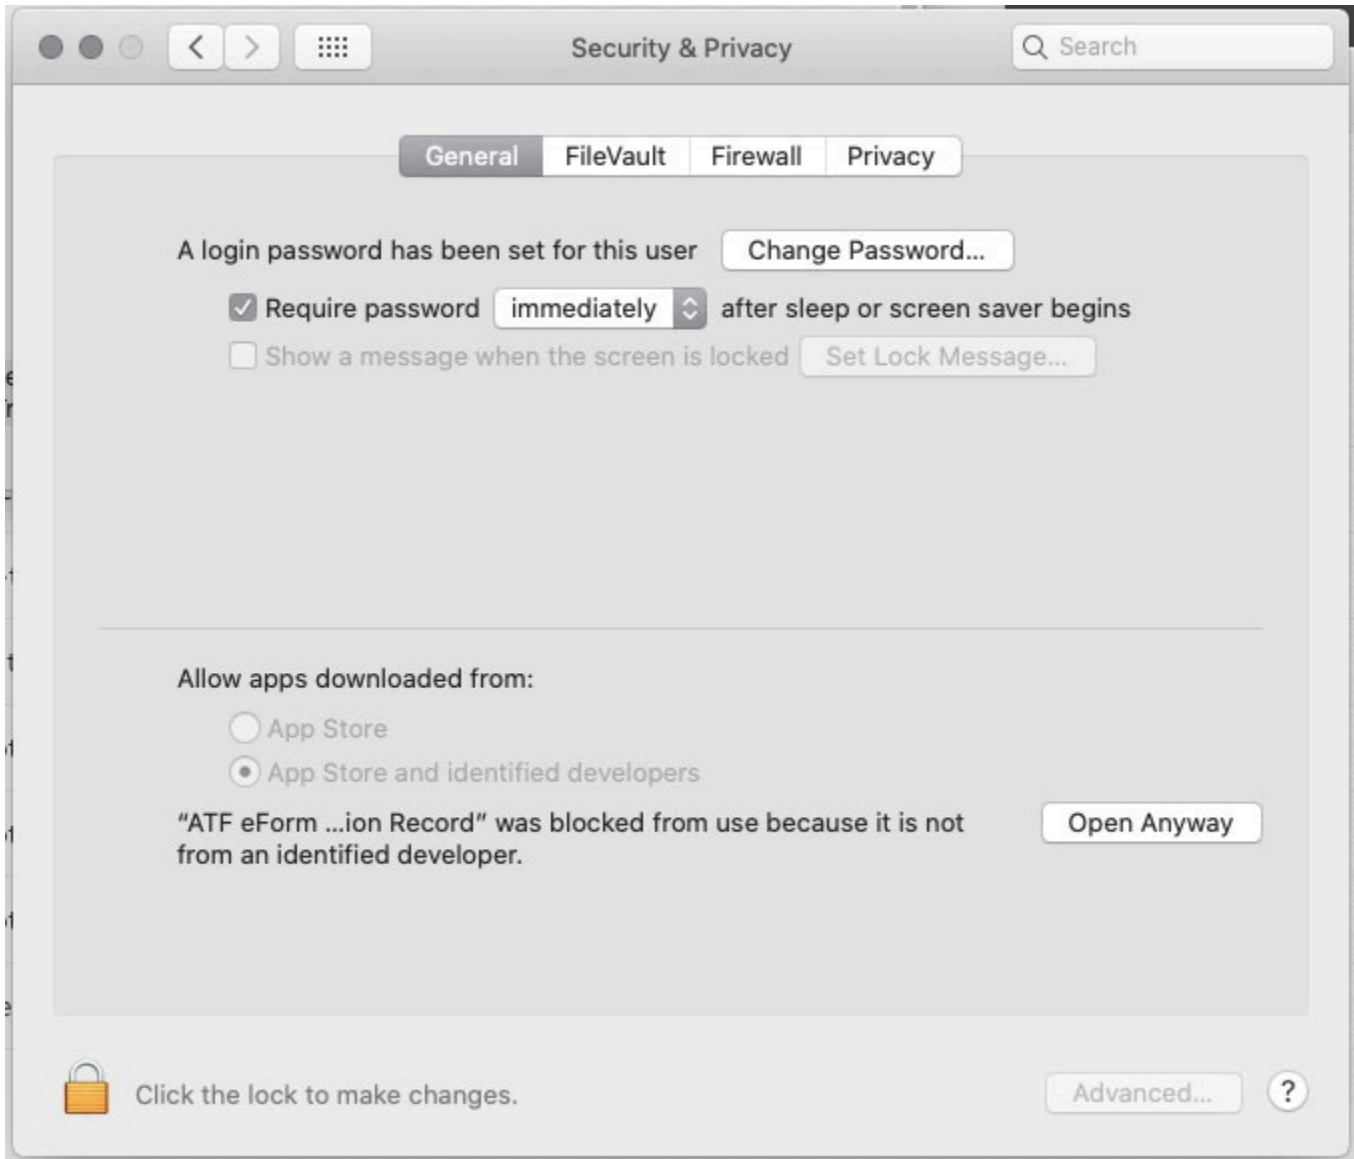 Security & Privacy
Search
General FileVault Firewall Privacy
A login password has been set for this user Change Password...
Require password immediately after sleep or screen saver begins
Show a message when the screen is locked Set Lock Message...
Allow apps downloaded from:
App Store
App Store and identified developers
“ATF eForm ...ion Record” was blocked from use because it is not
from an identified developer.
Open Anyway
Click the lock to make changes.
Advanced...
?